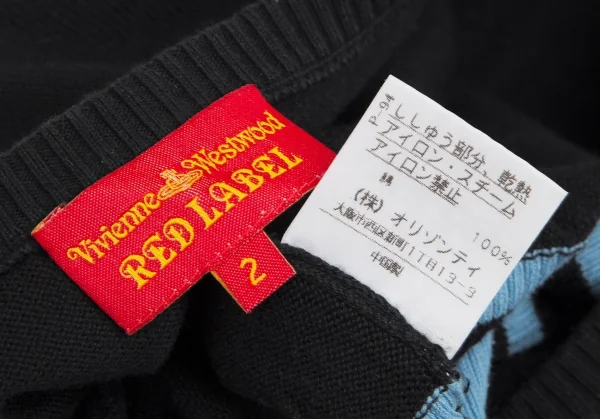 Vivienne Westwood
RED LABEL
2
P-94
ししゅう部分、乾熱
アイロン・スチーム
アイロン禁止
綿 100%
(株) オリゾンティ
大阪市西区新町1丁目13-3
中国製